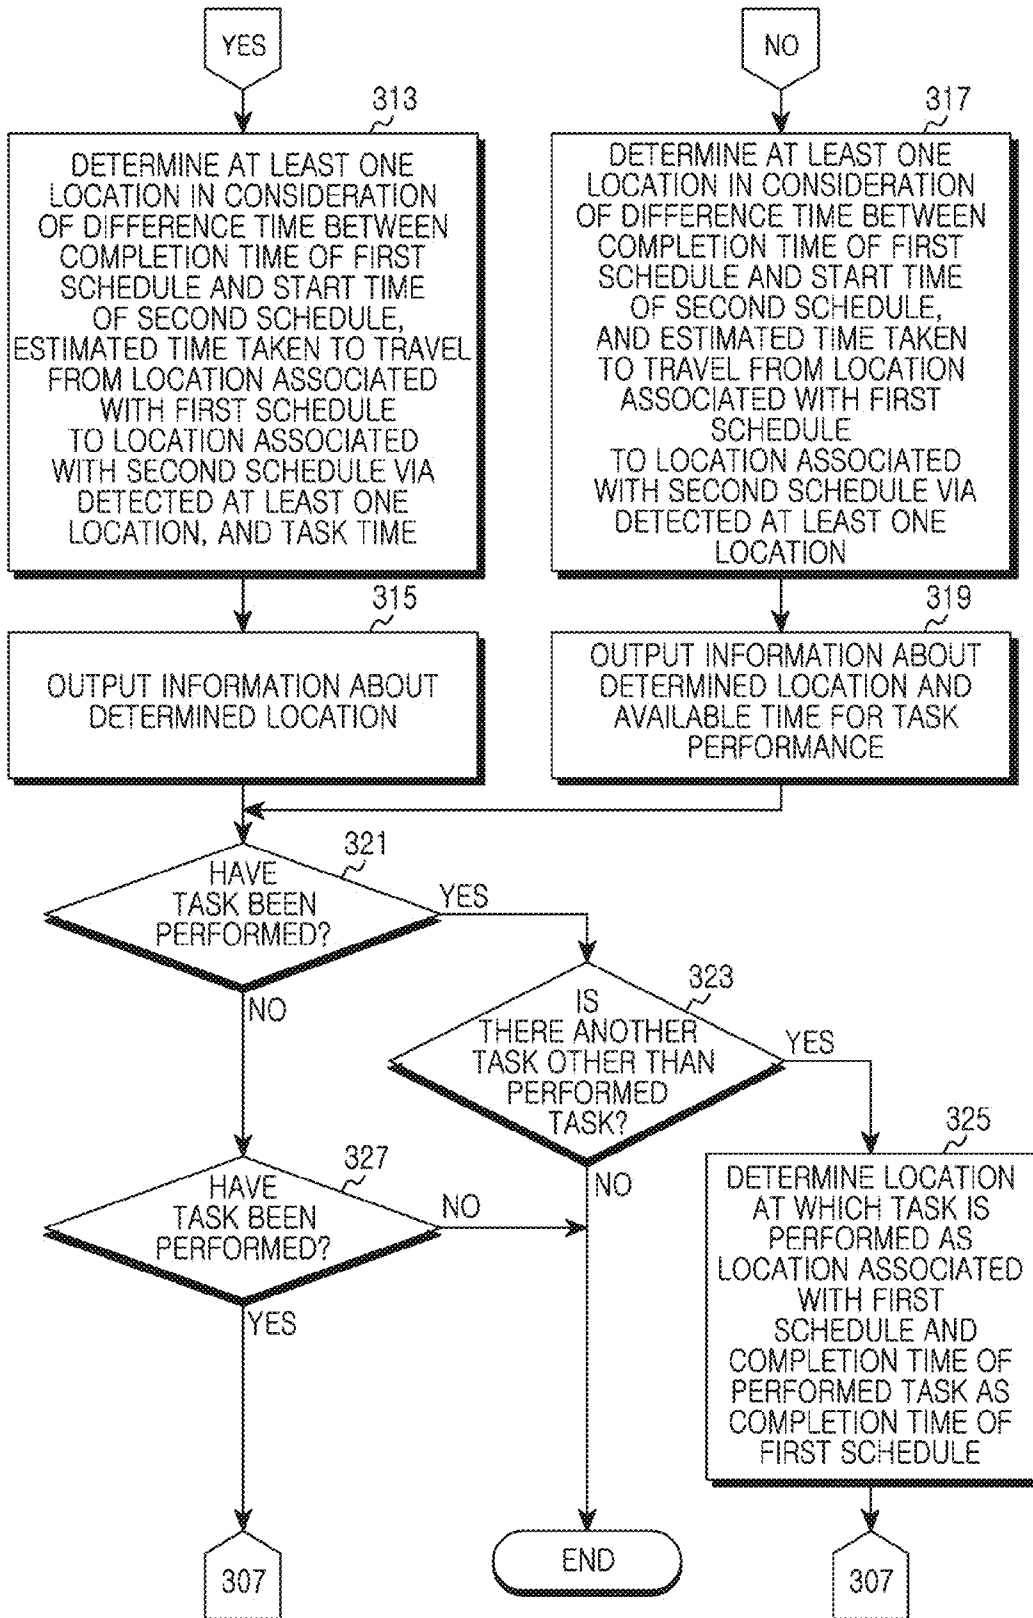 YES
NO
313
DETERMINE AT LEAST ONE
LOCATION IN CONSIDERATION
OF DIFFERENCE TIME BETWEEN
COMPLETION TIME OF FIRST
SCHEDULE AND START TIME
OF SECOND SCHEDULE,
ESTIMATED TIME TAKEN TO TRAVEL
FROM LOCATION ASSOCIATED
WITH FIRST SCHEDULE
TO LOCATION ASSOCIATED
WITH SECOND SCHEDULE VIA
DETECTED AT LEAST ONE
LOCATION, AND TASK TIME
317
DETERMINE AT LEAST ONE
LOCATION IN CONSIDERATION
OF DIFFERENCE TIME BETWEEN
COMPLETION TIME OF FIRST
SCHEDULE AND START TIME
OF SECOND SCHEDULE,
AND ESTIMATED TIME TAKEN
TO TRAVEL FROM LOCATION
ASSOCIATED WITH FIRST
SCHEDULE
TO LOCATION ASSOCIATED
WITH SECOND SCHEDULE VIA
DETECTED AT LEAST ONE
LOCATION
315
OUTPUT INFORMATION ABOUT
DETERMINED LOCATION
319
OUTPUT INFORMATION ABOUT
DETERMINED LOCATION AND
AVAILABLE TIME FOR TASK
PERFORMANCE
321
HAVE
TASK BEEN
PERFORMED?
YES
NO
323
IS
THERE ANOTHER
TASK OTHER THAN
PERFORMED
TASK?
YES
NO
325
DETERMINE LOCATION
AT WHICH TASK IS
PERFORMED AS
LOCATION ASSOCIATED
WITH FIRST
SCHEDULE AND
COMPLETION TIME OF
PERFORMED TASK AS
COMPLETION TIME OF
FIRST SCHEDULE
327
HAVE
TASK BEEN
PERFORMED?
NO
YES
307
END
307